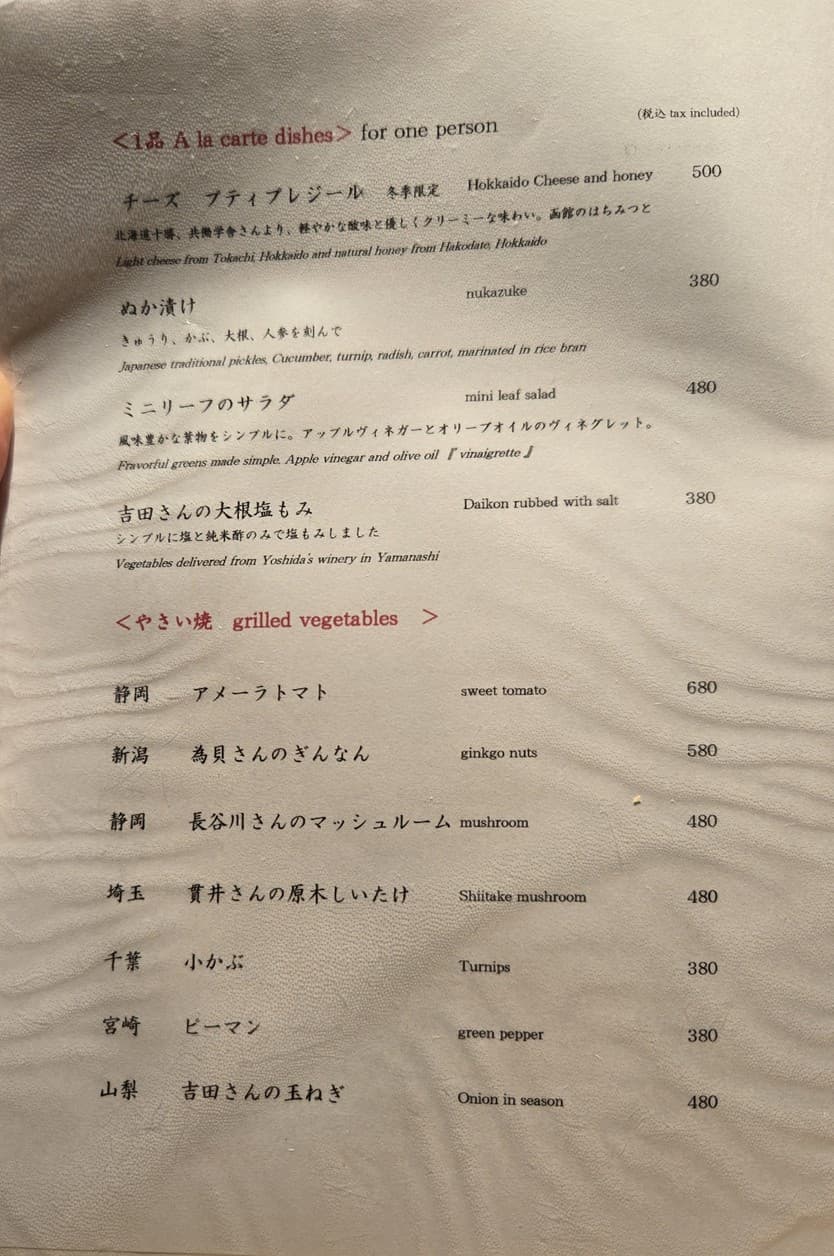 (税込 tax included)
<1品 A la carte dishes> for one person
チーズ プティプレジール 冬季限定 Hokkaido Cheese and honey 500
北海道十勝、共働学舎さんより、軽やかな酸味と優しくクリーミーな味わい。函館のはちみつと
Light cheese from Tokachi, Hokkaido and natural honey from Hakodate, Hokkaido
ぬか漬け nukazuke 380
きゅうり、かぶ、大根、人参を刻んで
Japanese traditional pickles, Cucumber, turnip, radish, carrot, marinated in rice bran
ミニリーフのサラダ mini leaf salad 480
風味豊かな葉物をシンプルに。アップルヴィネガーとオリーブオイルのヴィネグレット。
Fravorful greens made simple. Apple vinegar and olive oil 『 vinaigrette 』
吉田さんの大根塩もみ Daikon rubbed with salt 380
シンプルに塩と純米酢のみで塩もみしました
Vegetables delivered from Yoshida's winery in Yamanashi
<やさい焼 grilled vegetables >
静岡 アメーラトマト sweet tomato 680
新潟 為貝さんのぎんなん ginkgo nuts 580
静岡 長谷川さんのマッシュルーム mushroom 480
埼玉 貫井さんの原木しいたけ Shiitake mushroom 480
千葉 小かぶ Turnips 380
宮崎 ピーマン green pepper 380
山梨 吉田さんの玉ねぎ Onion in season 480